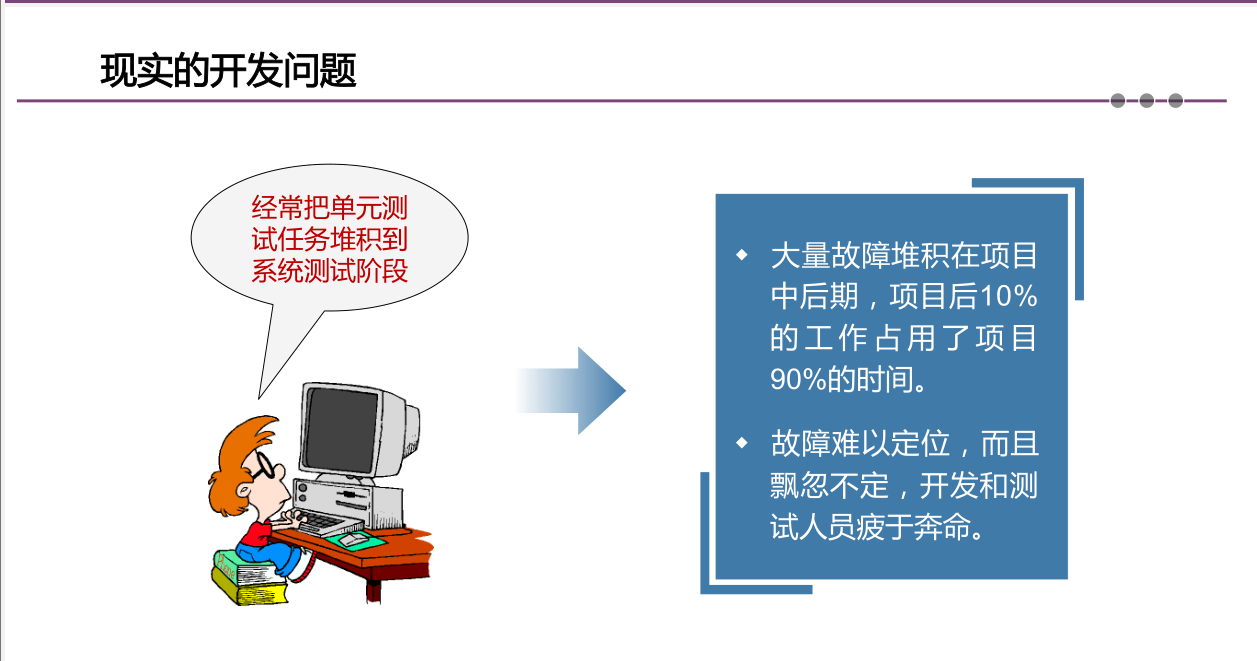 现实的开发问题
经常把单元测
试任务堆积到
系统测试阶段
◆ 大量故障堆积在项目
中后期，项目后10%
的工作占用了项目
90%的时间。
◆ 故障难以定位，而且
飘忽不定，开发和测
试人员疲于奔命。